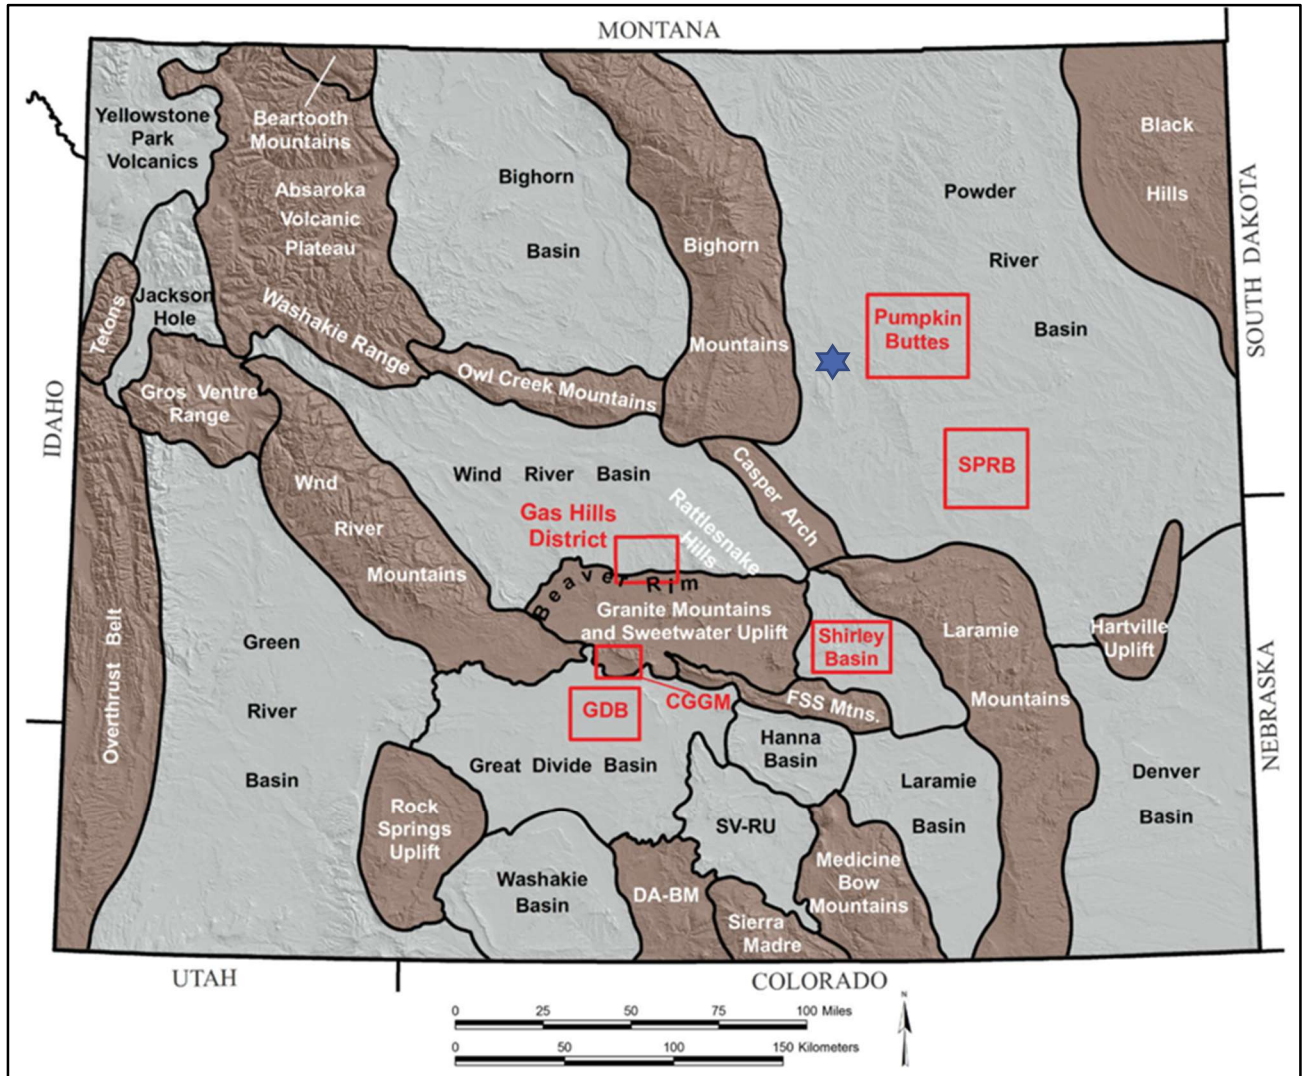 MONTANA
Yellowstone
Park
Volcanics
Beartooth
Mountains
Absaroka
Volcanic
Plateau
Bighorn
Basin
Bighorn
Mountains
Powder
River
Basin
Black
Hills
SOUTH DAKOTA
Tetons
Jackson
Hole
Washakie Range
Owl Creek Mountains
Pumpkin
Buttes
IDAHO
Gros Ventre
Range
Wnd
River
Mountains
Wind River Basin
Gas Hills
District
Rattlesnake
Hills
Casper Arch
SPRB
Beaver Rim
Granite Mountains
and Sweetwater Uplift
Shirley
Basin
Laramie
Mountains
Hartville
Uplift
Overthrust Belt
Green
River
Basin
GDB
CGGM
FSS Mtns.
Hanna
Basin
Great Divide Basin
Laramie
Basin
Denver
Basin
NEBRASKA
Rock
Springs
Uplift
SV-RU
Washakie
Basin
DA-BM
Medicine
Bow
Mountains
Sierra
Madre
UTAH
COLORADO
0 25 50 75 100 Miles
0 50 100 150 Kilometers
N